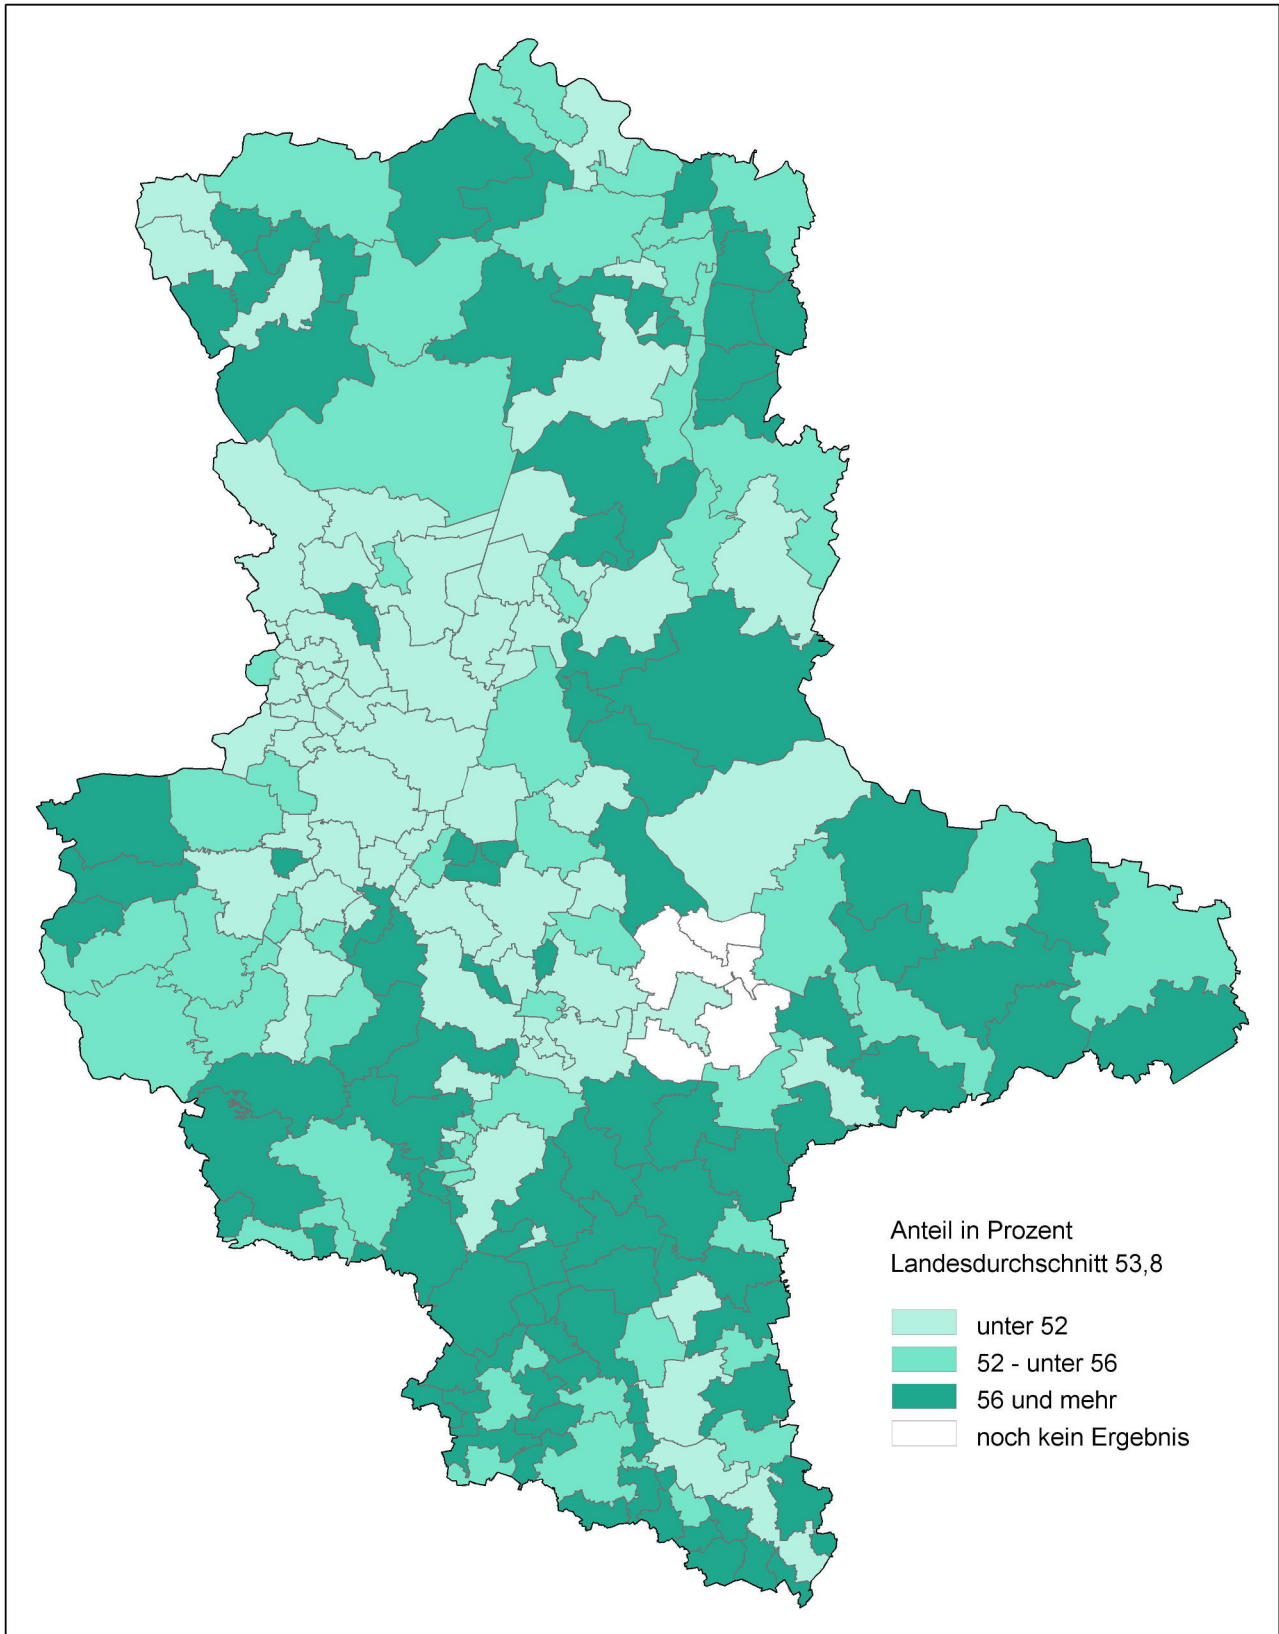 Anteil in Prozent
Landesdurchschnitt 53,8
unter 52
52 - unter 56
56 und mehr
noch kein Ergebnis